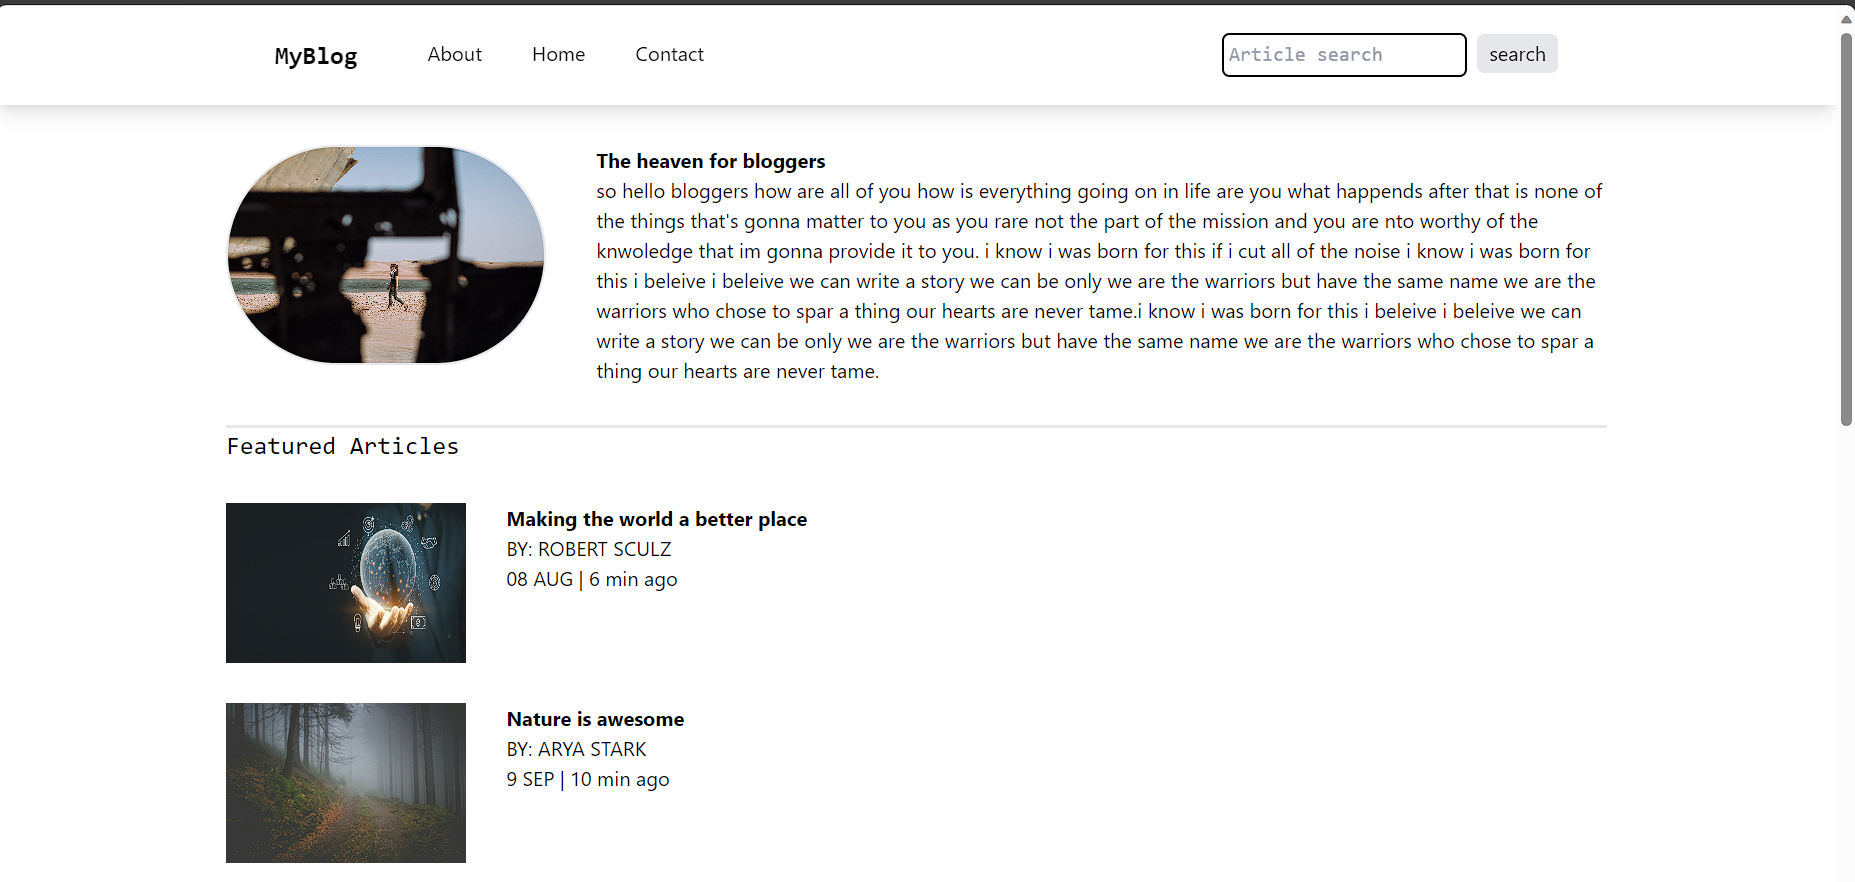 MyBlog
About
Home
Contact
Article search
search
The heaven for bloggers
so hello bloggers how are all of you how is everything going on in life are you what happends after that is none of
the things that's gonna matter to you as you rare not the part of the mission and you are nto worthy of the
knwoledge that im gonna provide it to you. i know i was born for this if i cut all of the noise i know i was born for
this i beleive i beleive we can write a story we can be only we are the warriors but have the same name we are the
warriors who chose to spar a thing our hearts are never tame.i know i was born for this i beleive i beleive we can
write a story we can be only we are the warriors but have the same name we are the warriors who chose to spar a
thing our hearts are never tame.
Featured Articles
Making the world a better place
BY: ROBERT SCULZ
08 AUG | 6 min ago
Nature is awesome
BY: ARYA STARK
9 SEP | 10 min ago